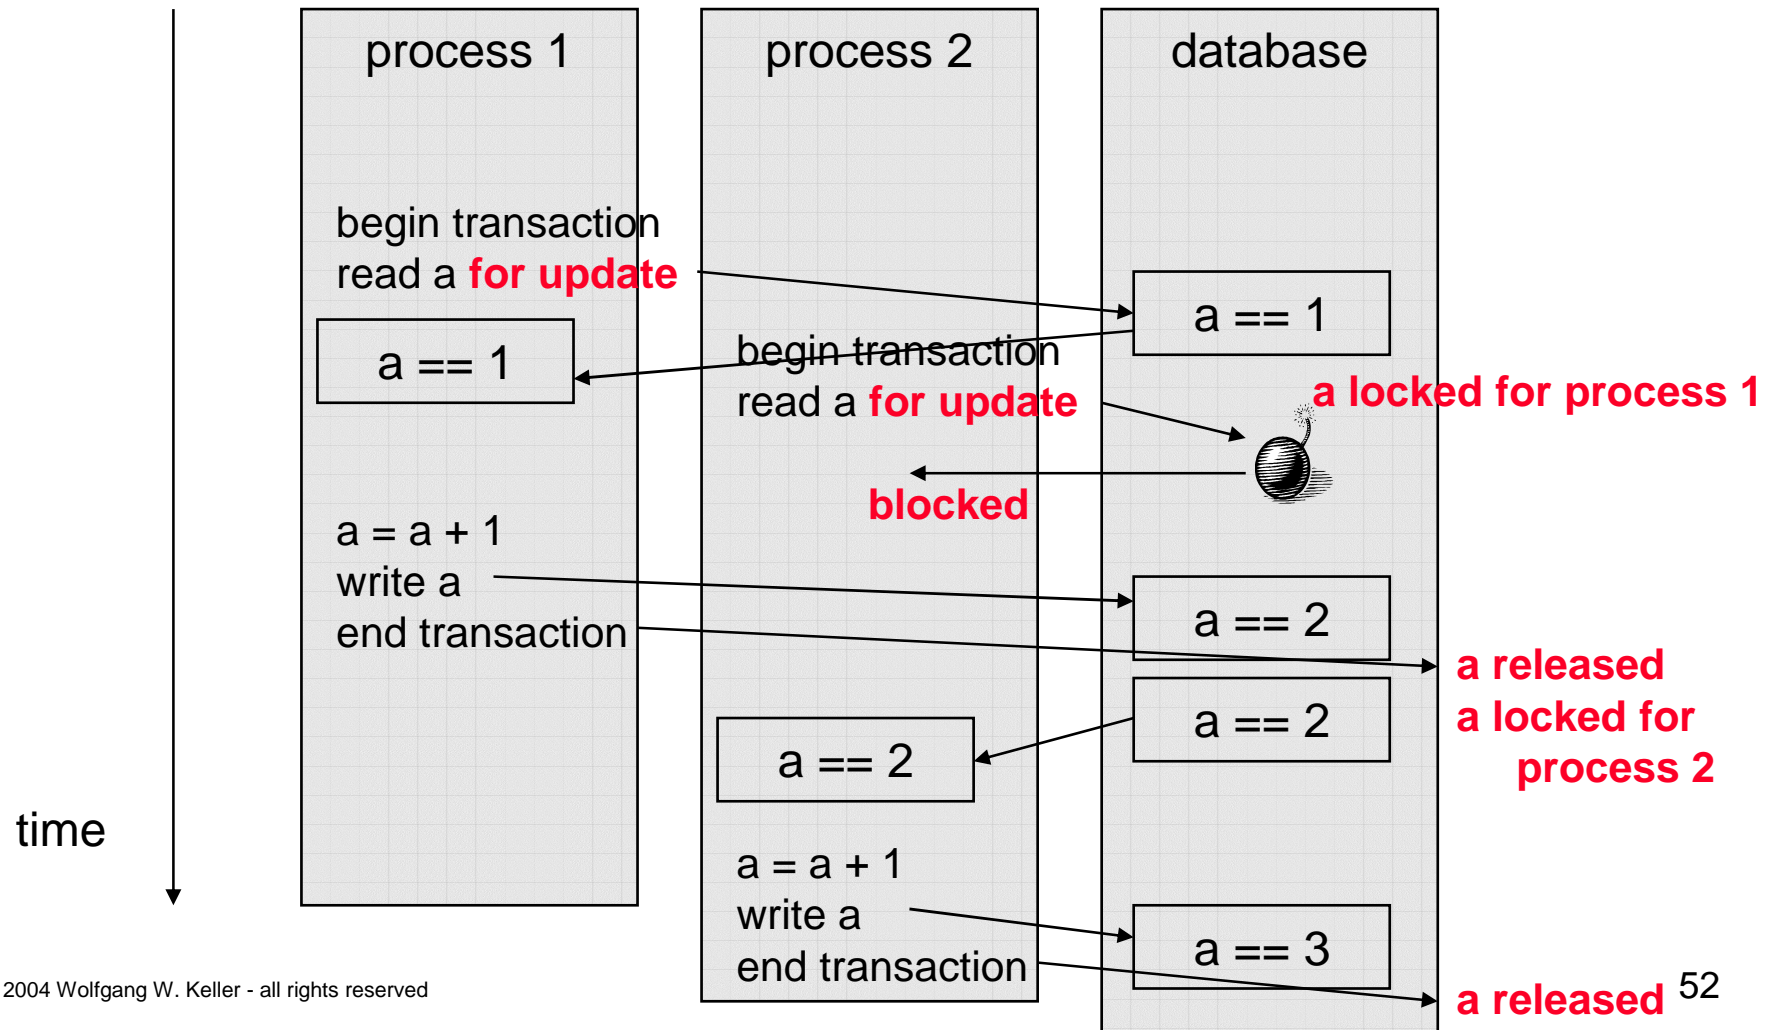 process 1
process 2
database
begin transaction
read a for update
a == 1
a == 1
begin transaction
read a for update
a locked for process 1
blocked
a = a + 1
write a
end transaction
a == 2
a released
a == 2
a locked for
process 2
a == 2
time
a = a + 1
write a
end transaction
a == 3
a released
2004 Wolfgang W. Keller - all rights reserved
52